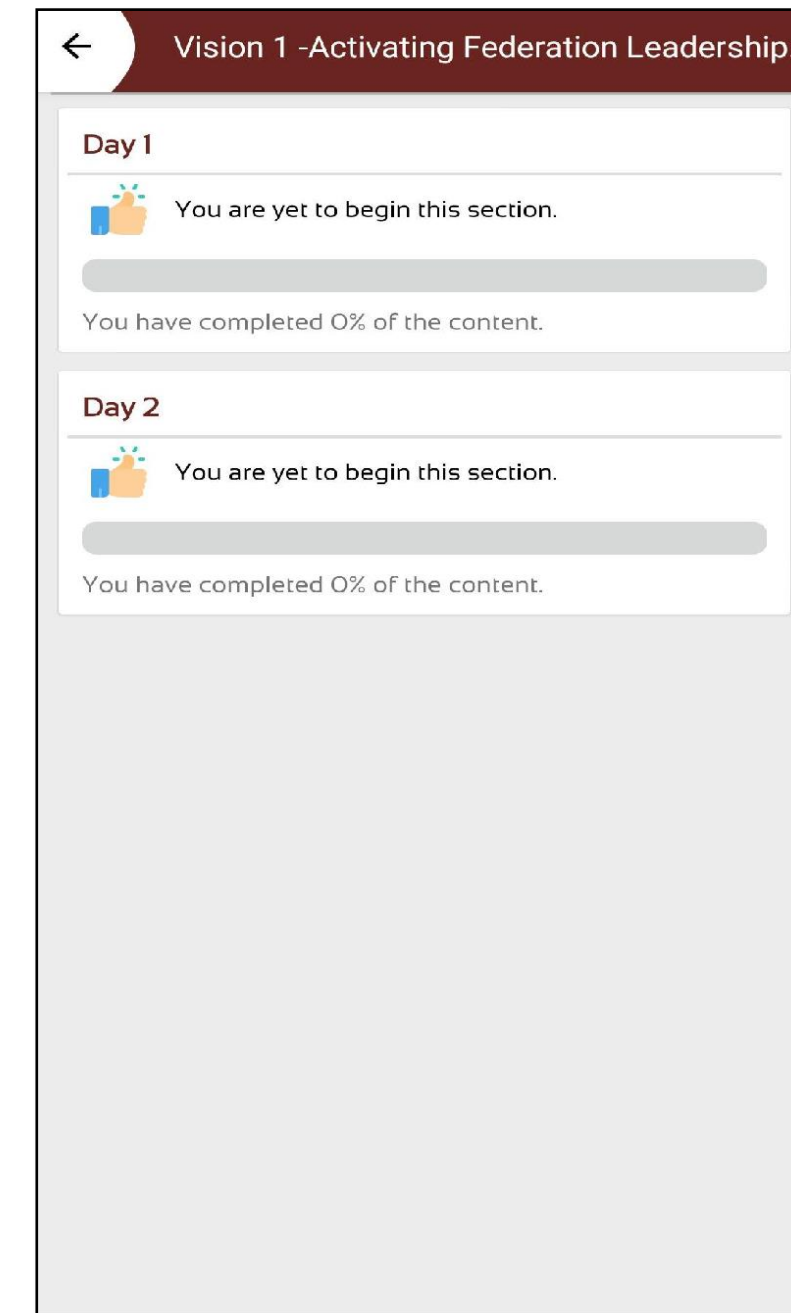 Vision 1 -Activating Federation Leadership
Day 1
You are yet to begin this section.
You have completed 0% of the content.
Day 2
You are yet to begin this section.
You have completed 0% of the content.